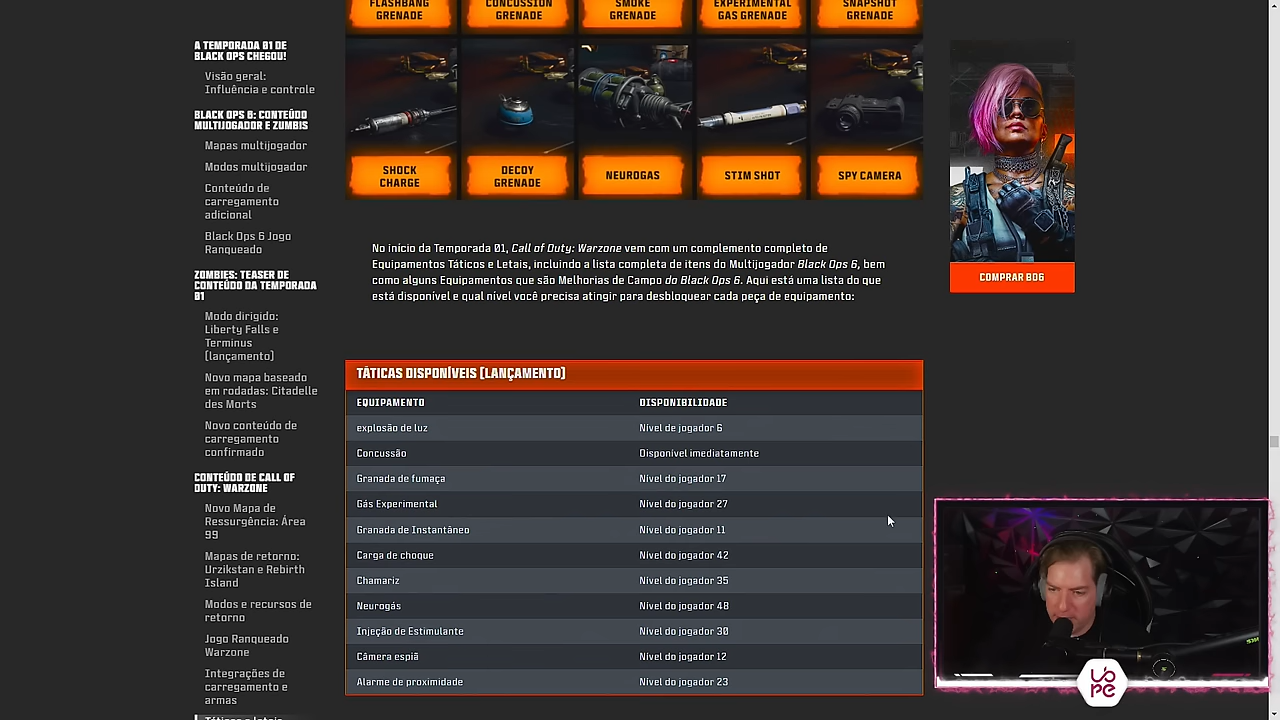 FLASHBANG
GRENADE
CONCUSSION
GRENADE
SMOKE
GRENADE
EXPERIMENTAL
GAS GRENADE
SNAPSHOT
GRENADE
SHOCK
CHARGE
DECOY
GRENADE
NEUROGAS
STIM SHOT
SPY CAMERA
A TEMPORADA 01 DE
BLACK OPS CHEGOU!
Visão geral:
Influência e controle
BLACK OPS 6: CONTEÚDO
MULTIJOGADOR E ZUMBIS
Mapas multijogador
Modos multijogador
Conteúdo de
carregamento
adicional
Black Ops 6 Jogo
Ranqueado
ZOMBIES: TEASER DE
CONTEÚDO DA TEMPORADA
01
Modo dirigido:
Liberty Falls e
Terminus
(lançamento)
Novo mapa baseado
em rodadas: Citadelle
des Morts
Novo conteúdo de
carregamento
confirmado
CONTEÚDO DE CALL OF
DUTY: WARZONE
Novo Mapa de
Ressurgência: Área
99
Mapas de retorno:
Urzikstan e Rebirth
Island
Modos e recursos de
retorno
Jogo Ranqueado
Warzone
Integrações de
carregamento e
armas
Táticos e letais
No início da Temporada 01, Call of Duty: Warzone vem com um complemento completo de
Equipamentos Táticos e Letais, incluindo a lista completa de itens do Multijogador Black Ops 6, bem
como alguns Equipamentos que são Melhorias de Campo do Black Ops 6. Aqui está uma lista do que
está disponível e qual nível você precisa atingir para desbloquear cada peça de equipamento:
TÁTICAS DISPONÍVEIS (LANÇAMENTO)
EQUIPAMENTO DISPONIBILIDADE
explosão de luz Nível de jogador 6
Concussão Disponível imediatamente
Granada de fumaça Nível do jogador 17
Gás Experimental Nível do jogador 27
Granada de Instantâneo Nível do jogador 11
Carga de choque Nível do jogador 42
Chamariz Nível do jogador 35
Neurogás Nível do jogador 48
Injeção de Estimulante Nível do jogador 30
Câmera espiã Nível do jogador 12
Alarme de proximidade Nível do jogador 23
COMPRAR BO6